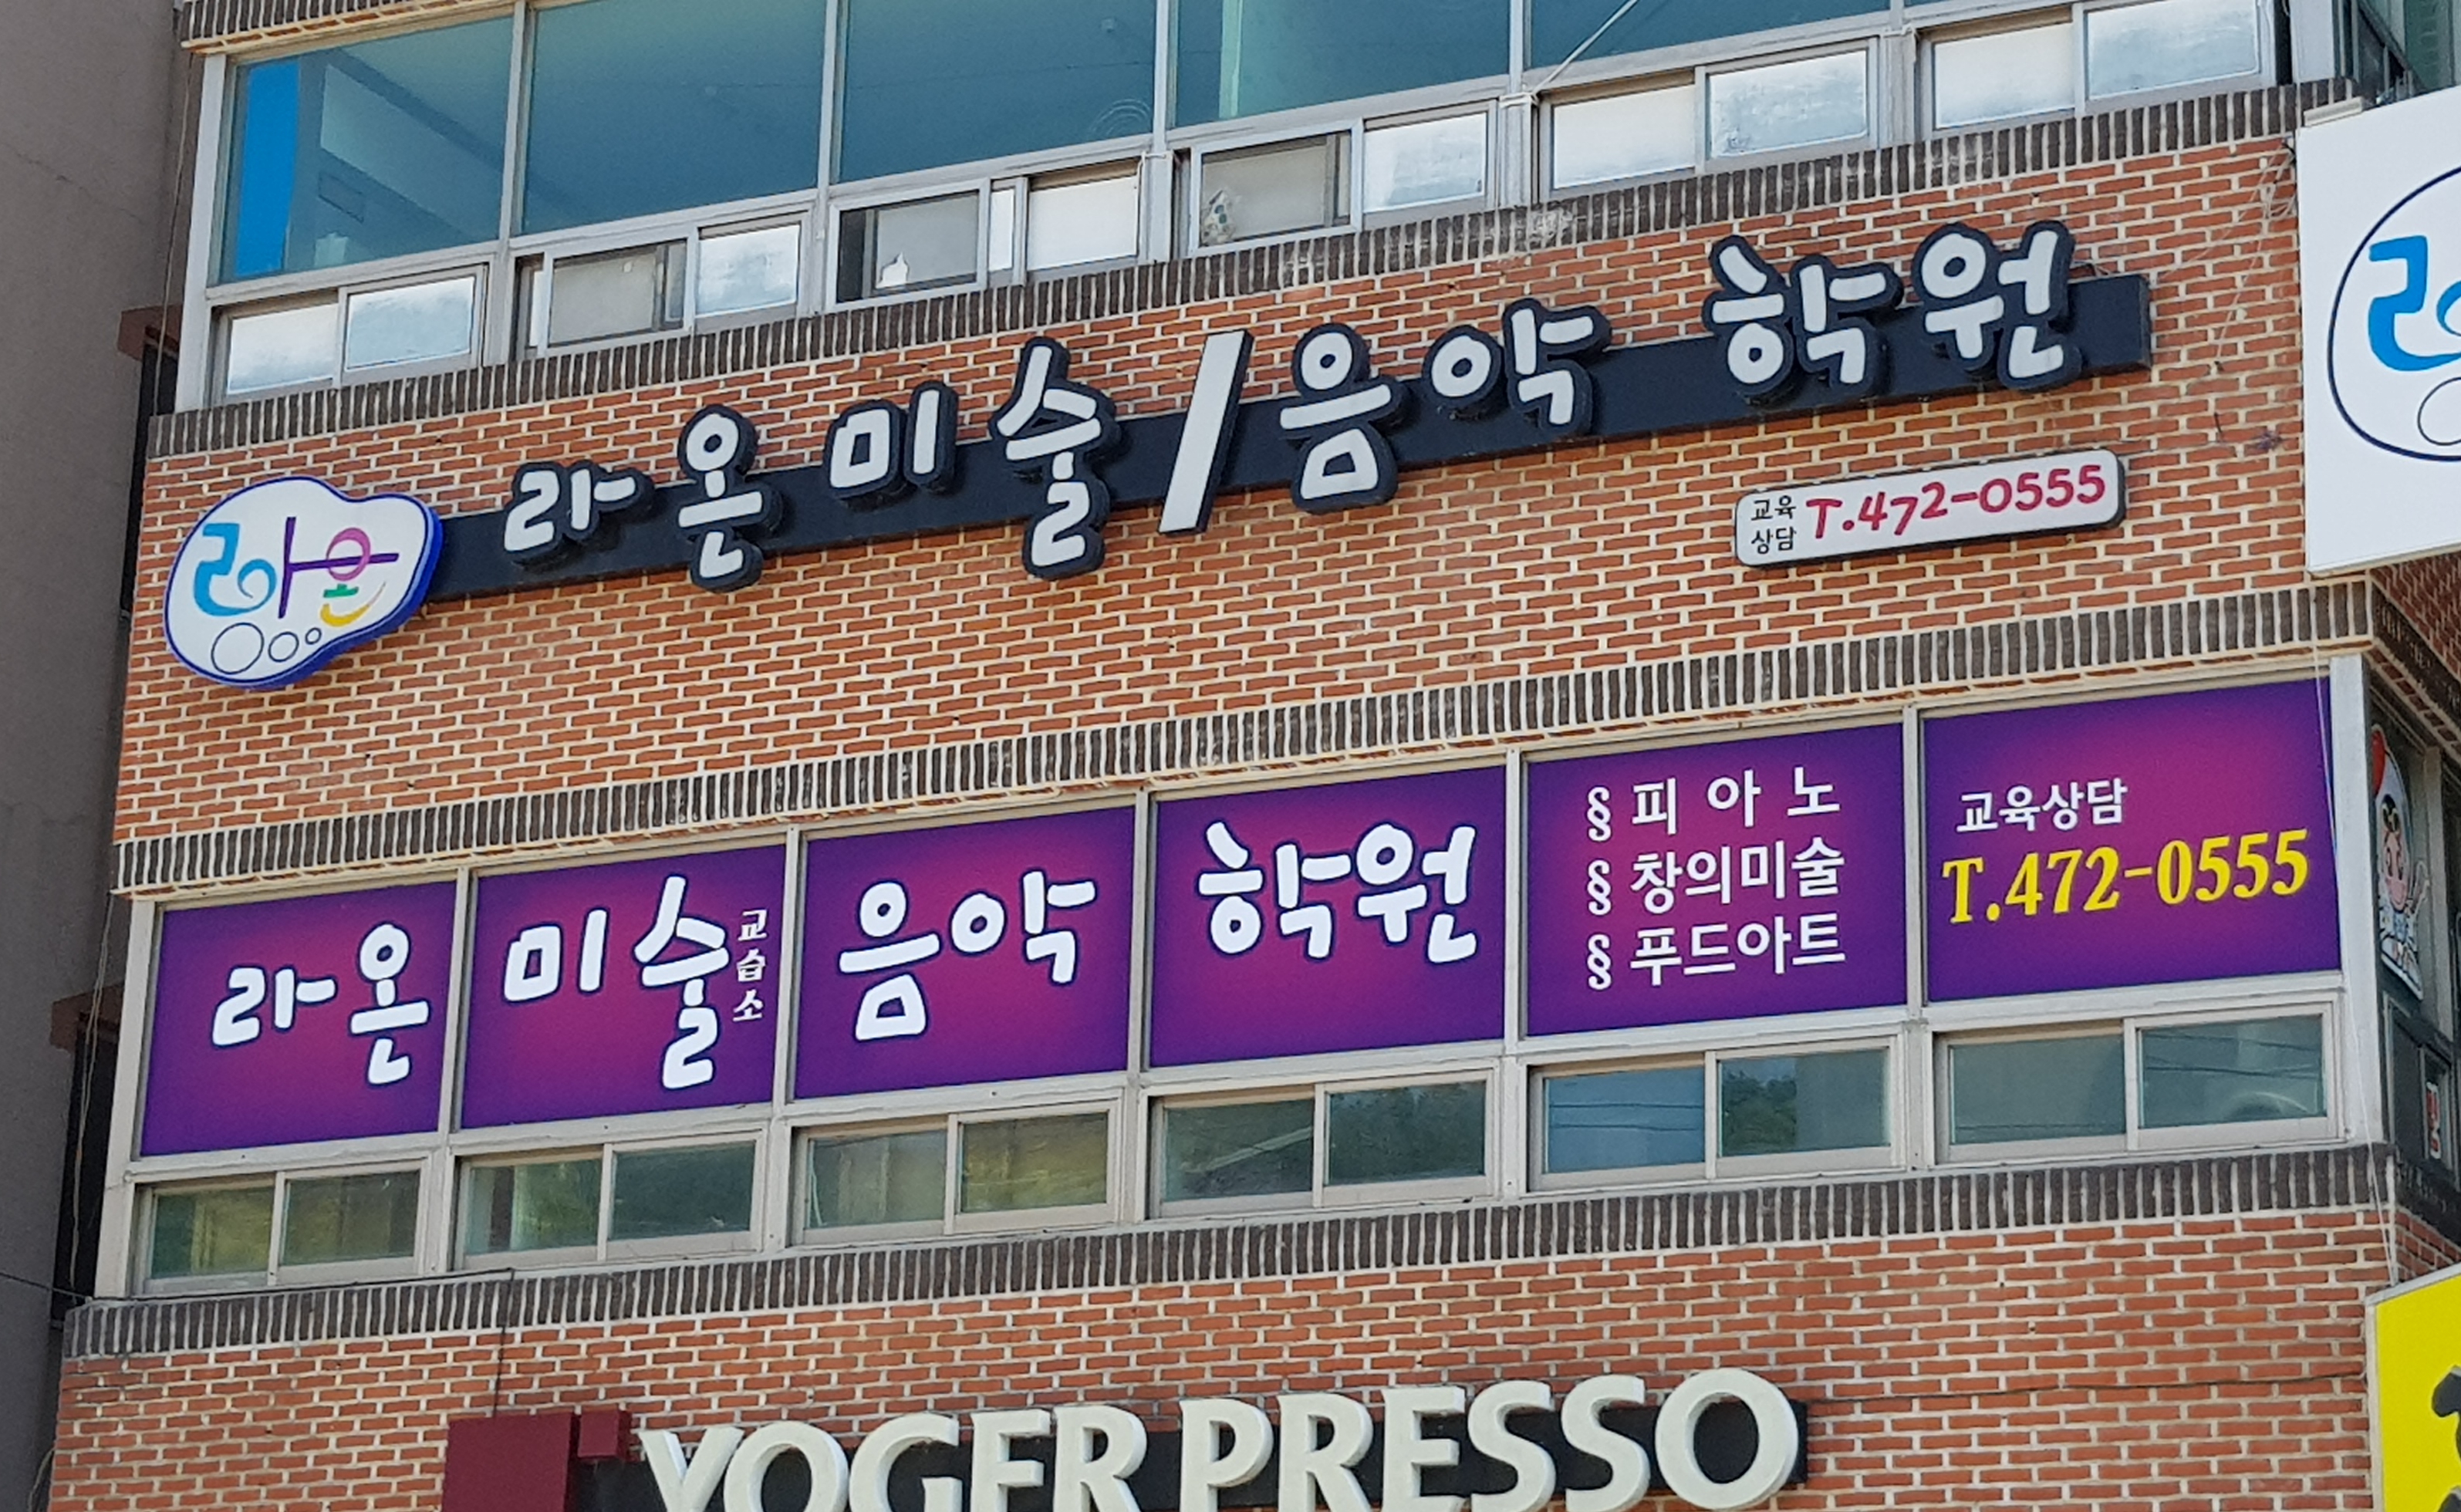 라온
라온 미술/음악 학원
교육
상담
T.472-0555
라온 미술 교습소 음악 학원
§ 피 아 노
§ 창의미술
§ 푸드아트
교육상담
T.472-0555
YOGER PRESSO